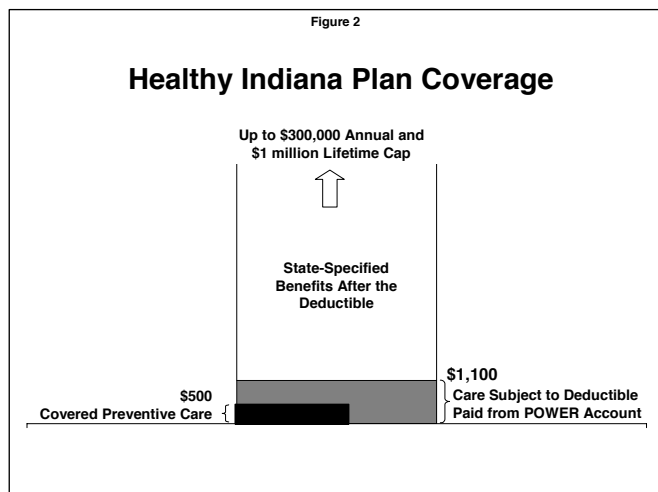 Figure 2
Healthy Indiana Plan Coverage
Up to $300,000 Annual and
$1 million Lifetime Cap
State-Specified
Benefits After the
Deductible
$500
Covered Preventive Care
$1,100
Care Subject to Deductible
Paid from POWER Account